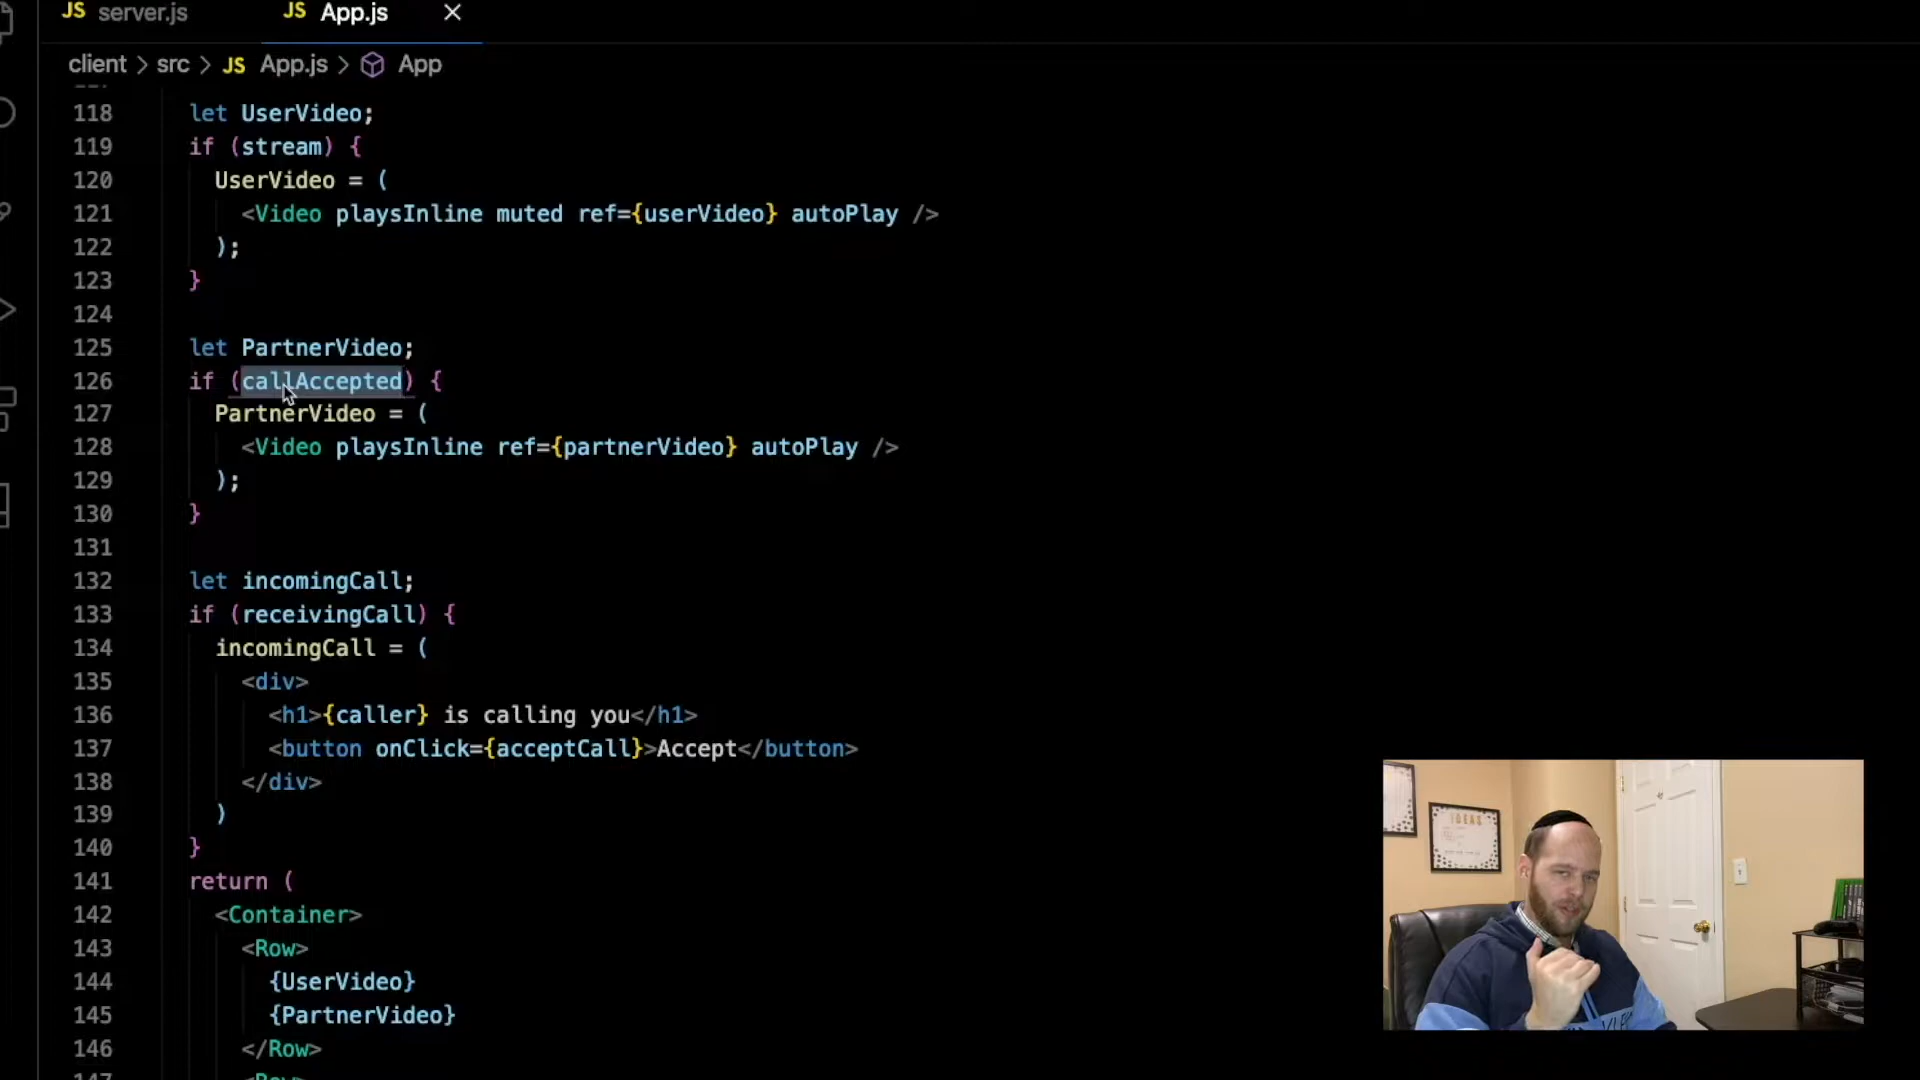 JS server.js JS App.js
client > src > JS App.js > App
118 let UserVideo;
119 if (stream) {
120 UserVideo = (
121 <Video playsInline muted ref={userVideo} autoPlay />
122 );
123 }
124
125 let PartnerVideo;
126 if (callAccepted) {
127 PartnerVideo = (
128 <Video playsInline ref={partnerVideo} autoPlay />
129 );
130 }
131
132 let incomingCall;
133 if (receivingCall) {
134 incomingCall = (
135 <div>
136 <h1>{caller} is calling you</h1>
137 <button onClick={acceptCall}>Accept</button>
138 </div>
139 )
140 }
141 return (
142 <Container>
143 <Row>
144 {UserVideo}
145 {PartnerVideo}
146 </Row>
IDEAS